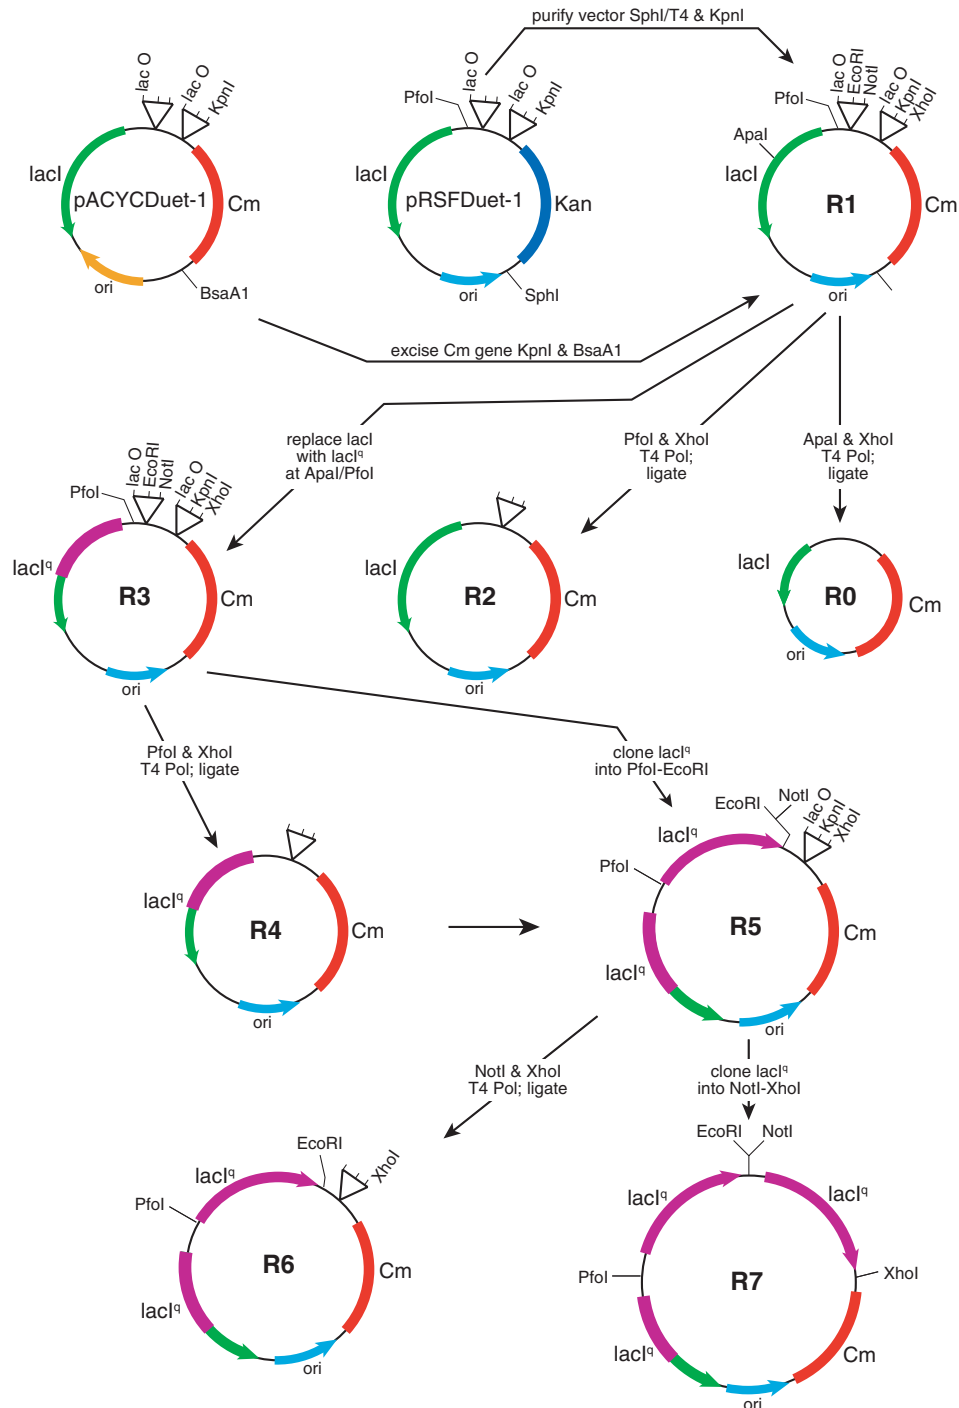 purify vector SphI/T4 & KpnI
lac O
lac O
KpnI
lacI
pACYCDuet-1
Cm
ori
BsaA1
PfoI
lac O
lac O
KpnI
lacI
pRSFDuet-1
Kan
ori
SphI
PfoI
lac O
EcoRI
NotI
lac O
KpnI
XhoI
ApaI
lacI
R1
Cm
ori
excise Cm gene KpnI & BsaA1
replace lacI
with lacIq
at ApaI/PfoI
PfoI & XhoI
T4 Pol;
ligate
ApaI & XhoI
T4 Pol;
ligate
PfoI
lac O
EcoRI
NotI
lac O
KpnI
XhoI
lacIq
R3
Cm
ori
lacI
R2
Cm
ori
lacI
R0
Cm
ori
PfoI & XhoI
T4 Pol; ligate
clone lacIq
into PfoI-EcoRI
lacIq
R4
Cm
ori
EcoRI
NotI
lac O
KpnI
XhoI
lacIq
PfoI
R5
Cm
lacIq
ori
NotI & XhoI
T4 Pol; ligate
clone lacIq
into NotI-XhoI
EcoRI
XhoI
lacIq
PfoI
R6
Cm
lacIq
ori
EcoRI
NotI
lacIq
lacIq
PfoI
R7
XhoI
lacIq
Cm
ori